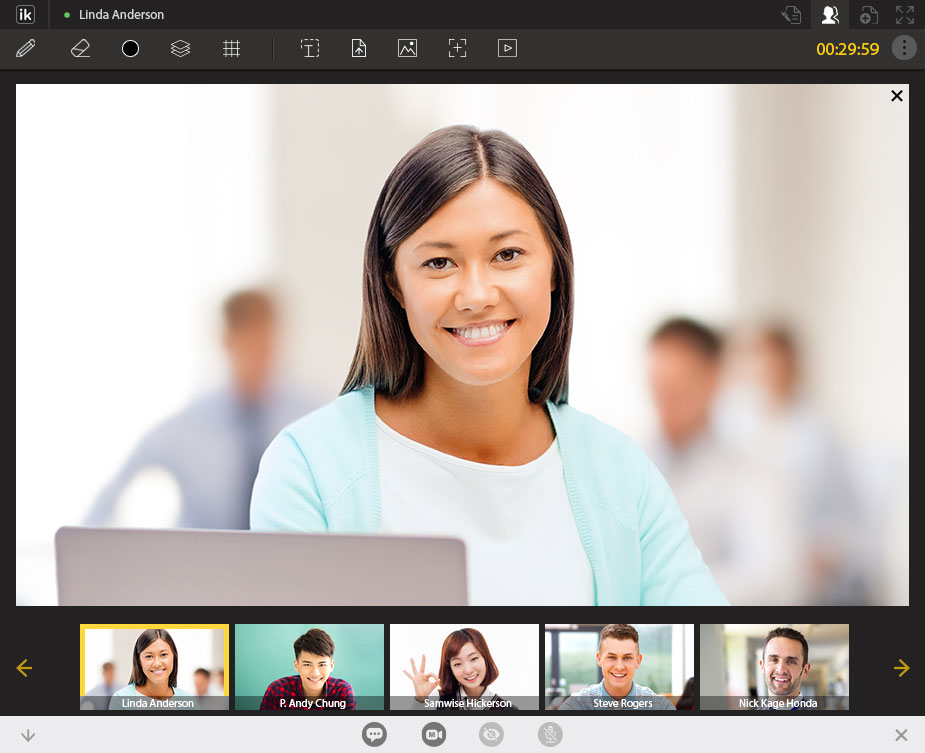 ik
Linda Anderson
T
00:29:59
Linda Anderson
P. Andy Chung
Samwise Hickerson
Steve Rogers
Nick Kage Honda